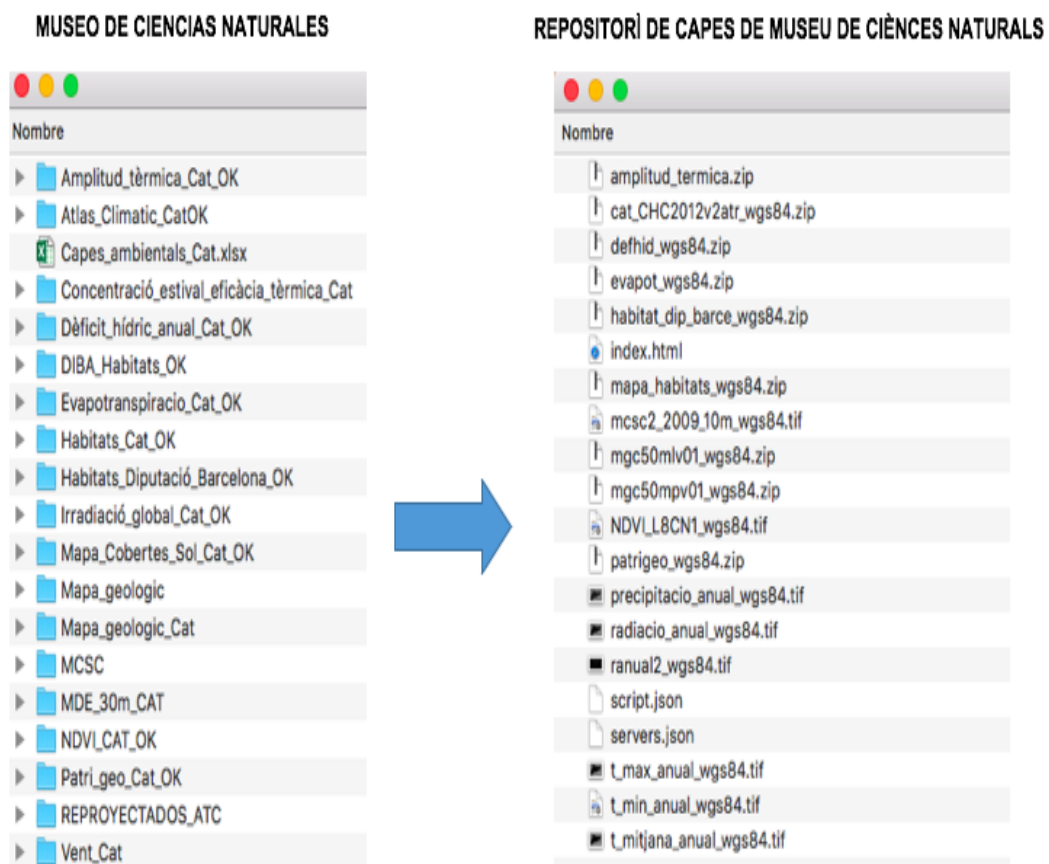 MUSEO DE CIENCIAS NATURALES
Nombre
Amplitud_tèrmica_Cat_OK
Atlas_Climatic_CatOK
Capes_ambientals_Cat.xlsx
Concentració_estival_eficàcia_tèrmica_Cat
Dèficit_hídric_anual_Cat_OK
DIBA_Habitats_OK
Evapotranspiracio_Cat_OK
Habitats_Cat_OK
Habitats_Diputació_Barcelona_OK
Irradiació_global_Cat_OK
Mapa_Cobertes_Sol_Cat_OK
Mapa_geologic
Mapa_geologic_Cat
MCSC
MDE_30m_CAT
NDVI_CAT_OK
Patri_geo_Cat_OK
REPROYECTADOS_ATC
Vent_Cat
REPOSITORÌ DE CAPES DE MUSEU DE CIÈNCES NATURALS
Nombre
amplitud_termica.zip
cat_CHC2012v2atr_wgs84.zip
defhid_wgs84.zip
evapot_wgs84.zip
habitat_dip_barce_wgs84.zip
index.html
mapa_habitats_wgs84.zip
mcsc2_2009_10m_wgs84.tif
mgc50mlv01_wgs84.zip
mgc50mpv01_wgs84.zip
NDVI_L8CN1_wgs84.tif
patrigeo_wgs84.zip
precipitacio_anual_wgs84.tif
radiacio_anual_wgs84.tif
ranual2_wgs84.tif
script.json
servers.json
t_max_anual_wgs84.tif
t_min_anual_wgs84.tif
t_mitjana_anual_wgs84.tif